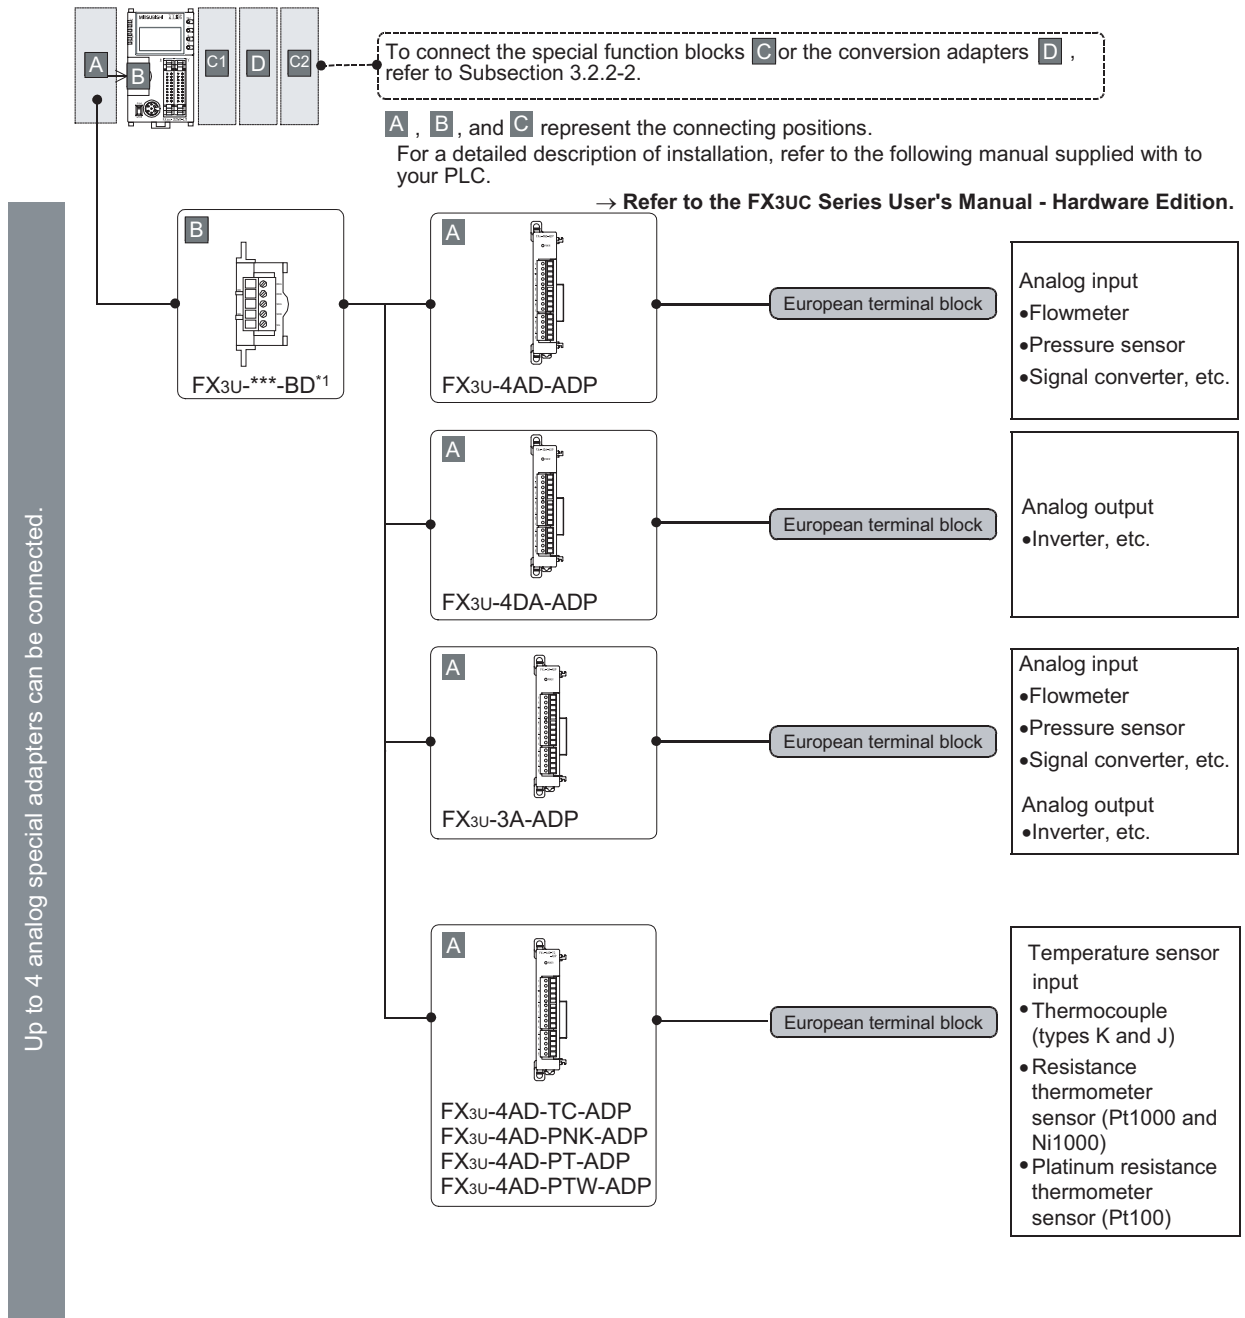 A
B
C1
D
C2
MITSUBISHI
To connect the special function blocks C or the conversion adapters D ,
refer to Subsection 3.2.2-2.
A , B , and C represent the connecting positions.
For a detailed description of installation, refer to the following manual supplied with to
your PLC.
→ Refer to the FX3UC Series User's Manual - Hardware Edition.
Up to 4 analog special adapters can be connected.
B
FX3U-***-BD*1
A
FX3U-4AD-ADP
European terminal block
Analog input
•Flowmeter
•Pressure sensor
•Signal converter, etc.
A
FX3U-4DA-ADP
European terminal block
Analog output
•Inverter, etc.
A
FX3U-3A-ADP
European terminal block
Analog input
•Flowmeter
•Pressure sensor
•Signal converter, etc.
Analog output
•Inverter, etc.
A
FX3U-4AD-TC-ADP
FX3U-4AD-PNK-ADP
FX3U-4AD-PT-ADP
FX3U-4AD-PTW-ADP
European terminal block
Temperature sensor
input
•Thermocouple
(types K and J)
•Resistance
thermometer
sensor (Pt1000 and
Ni1000)
•Platinum resistance
thermometer
sensor (Pt100)